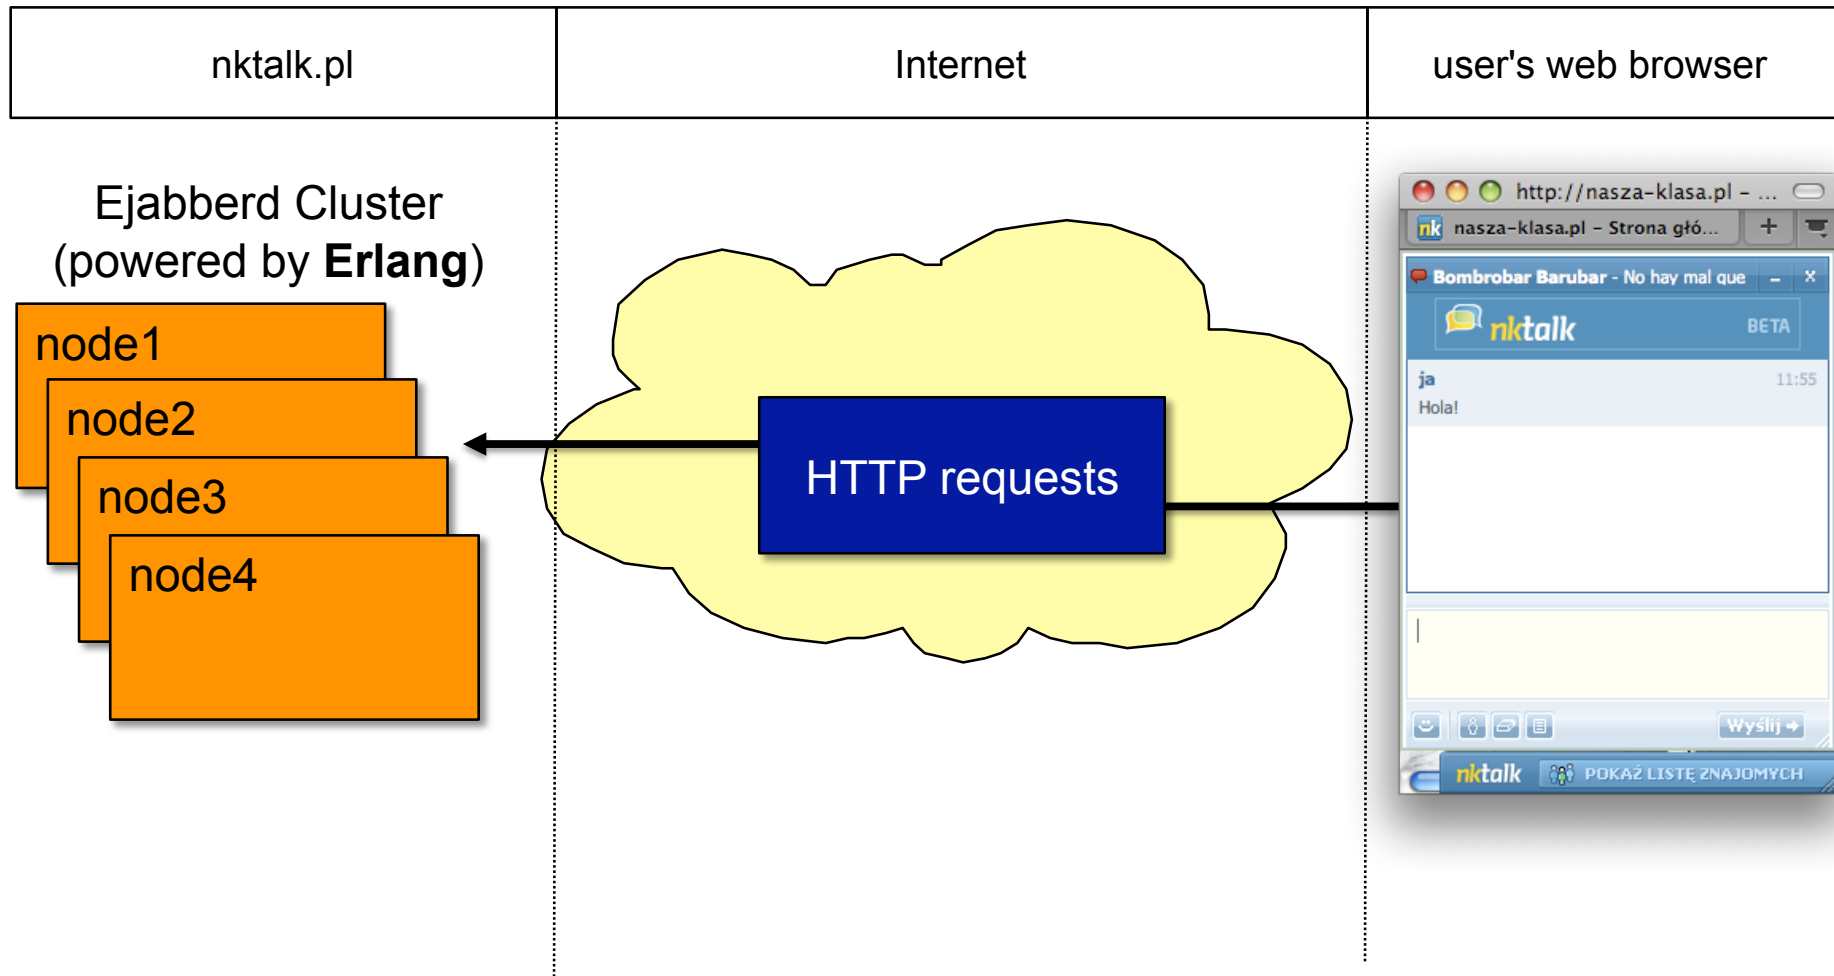 nktalk.pl
Internet
user's web browser
Ejabberd Cluster
(powered by Erlang)
node1
node2
node3
node4
HTTP requests
http://nasza-klasa.pl – ...
nk nasza-klasa.pl – Strona głó... +
Bombrobar Barubar - No hay mal que – x
nktalk BETA
ja 11:55
Hola!
Wyślij
nktalk POKAŻ LISTĘ ZNAJOMYCH